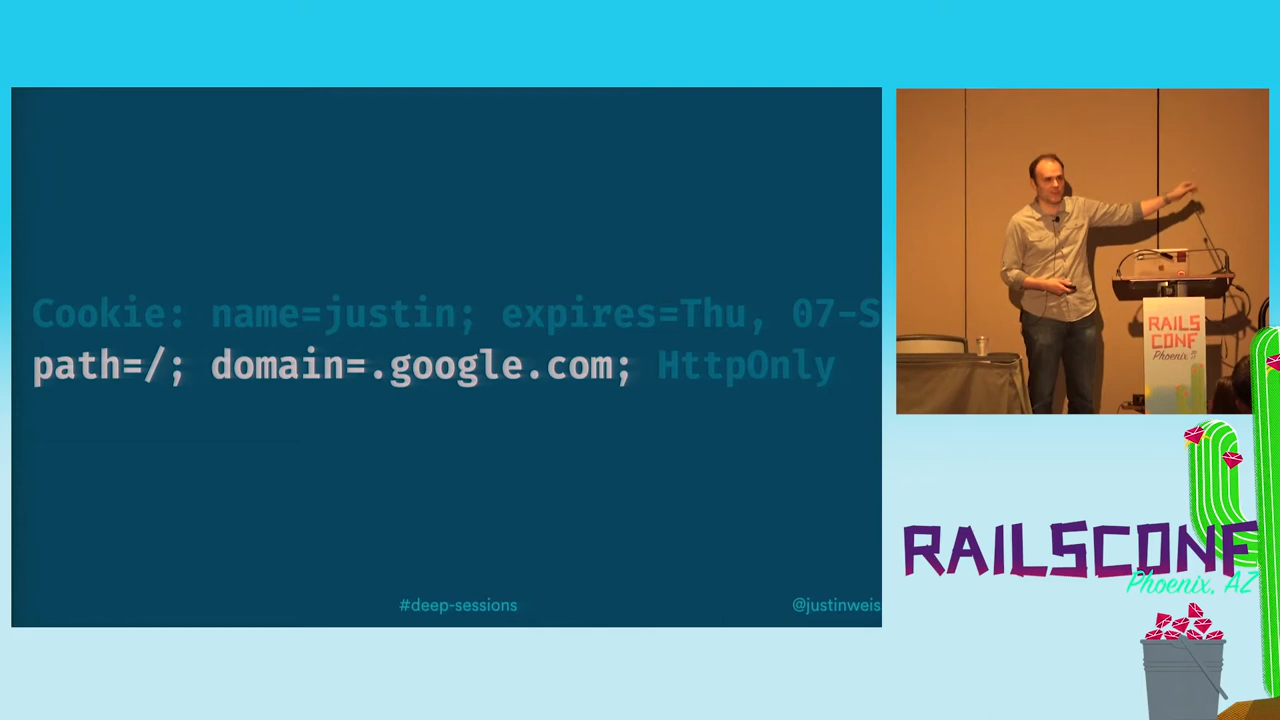 Cookie: name=justin; expires=Thu, 07-S
path=/; domain=.google.com; HttpOnly
#deep-sessions
@justinweis
RAILS
CONF
Phoenix
RAILSCONF
Phoenix, AZ